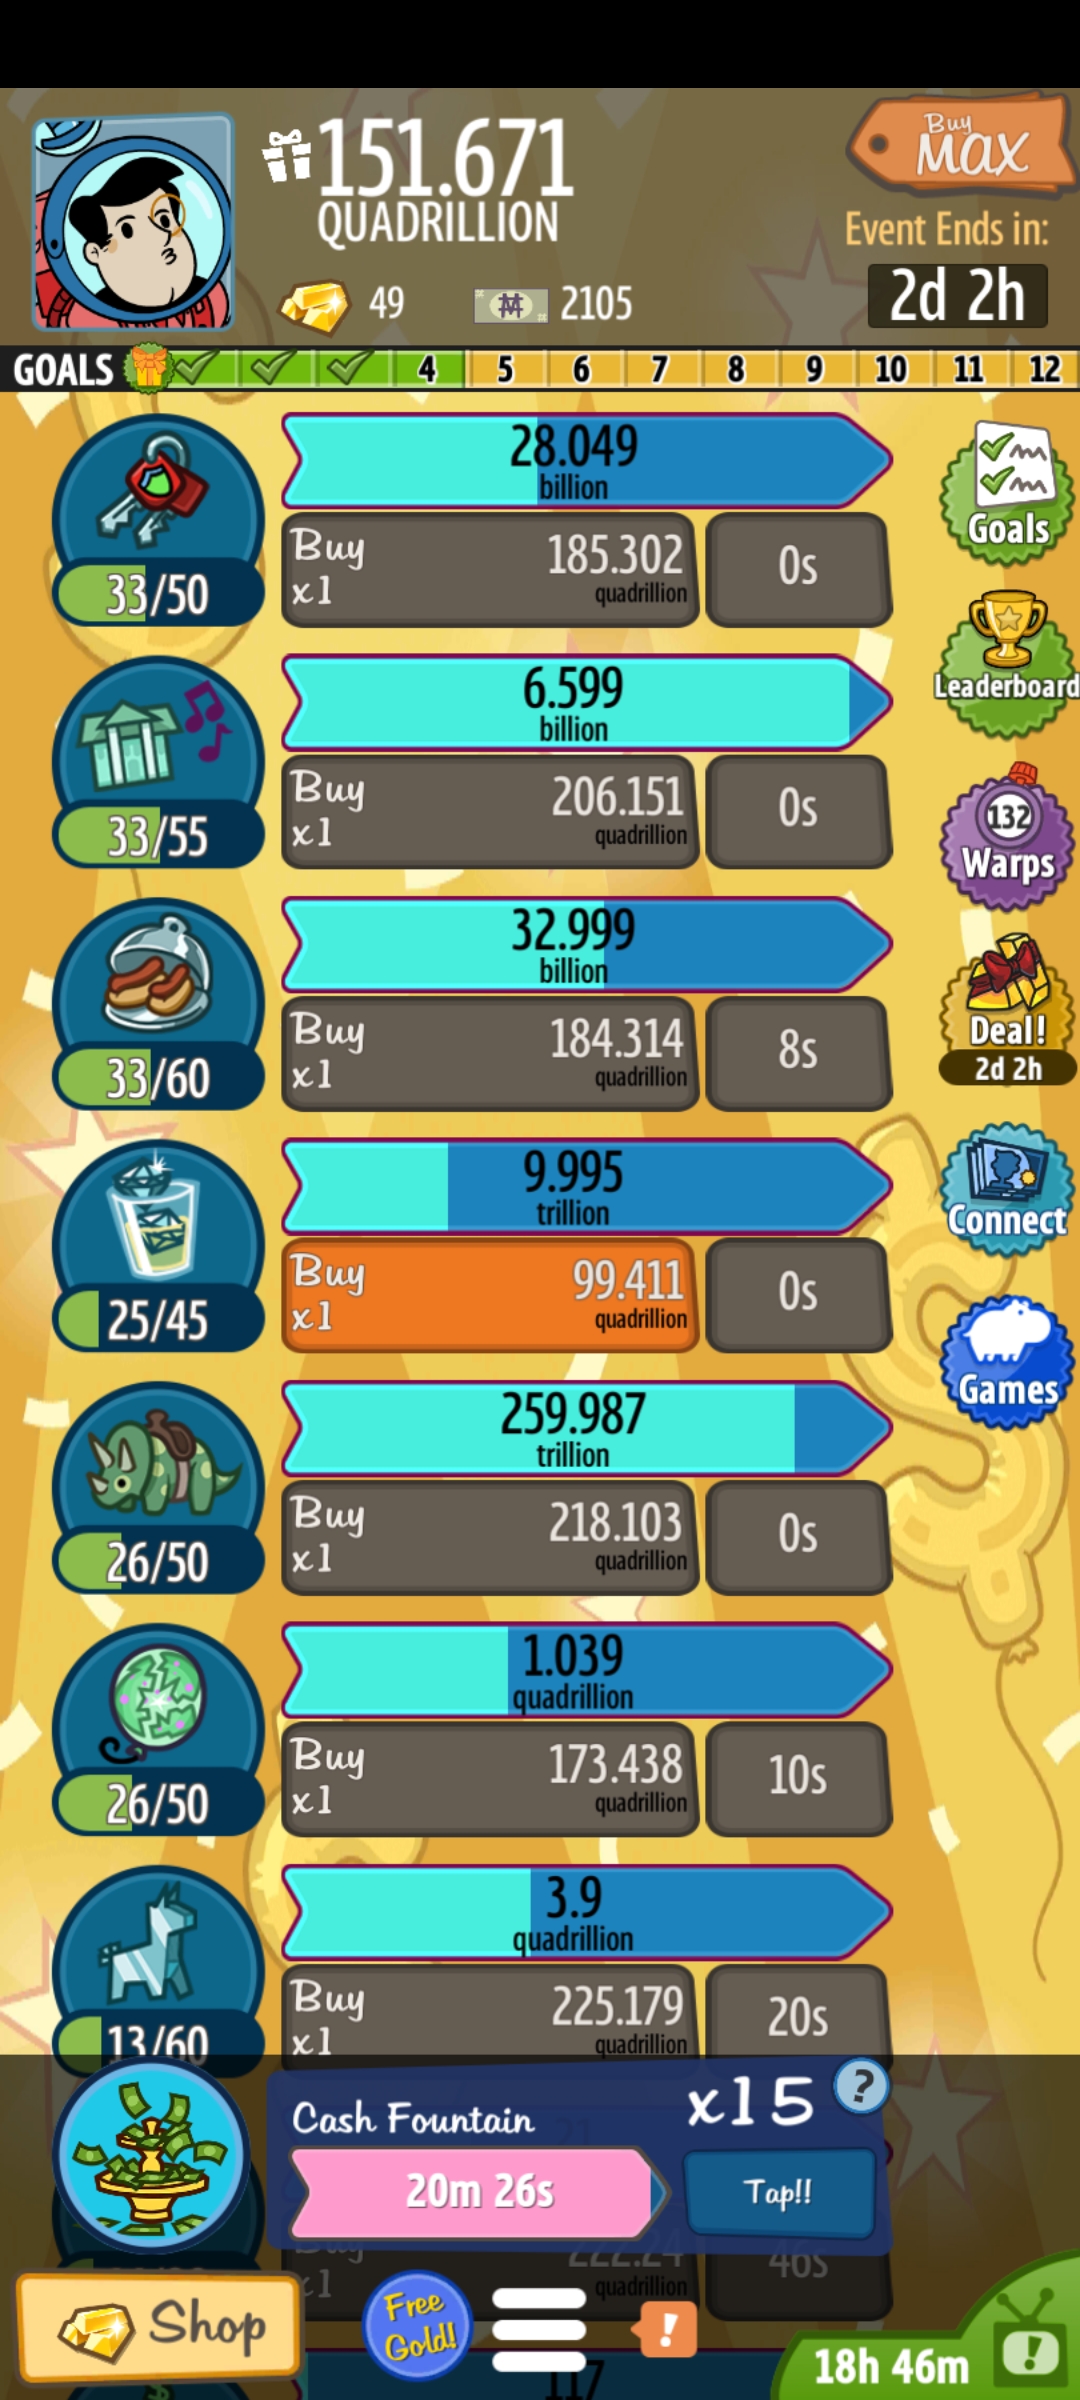 151.671
QUADRILLION
49
2105
Buy
MAX
Event Ends in:
2d 2h
GOALS
4 5 6 7 8 9 10 11 12
28.049
billion
33/50
Buy
x1
185.302
quadrillion
0s
Goals
6.599
billion
33/55
Buy
x1
206.151
quadrillion
0s
Leaderboard
32.999
billion
33/60
Buy
x1
184.314
quadrillion
8s
132
Warps
Deal!
2d 2h
9.995
trillion
25/45
Buy
x1
99.411
quadrillion
0s
Connect
259.987
trillion
26/50
Buy
x1
218.103
quadrillion
0s
Games
1.039
quadrillion
26/50
Buy
x1
173.438
quadrillion
10s
3.9
quadrillion
13/60
Buy
x1
225.179
quadrillion
20s
Cash Fountain
x15
?
20m 26s
Tap!!
222.24
quadrillion
46s
x1
Shop
Free
Gold!
!
18h 46m
!
117